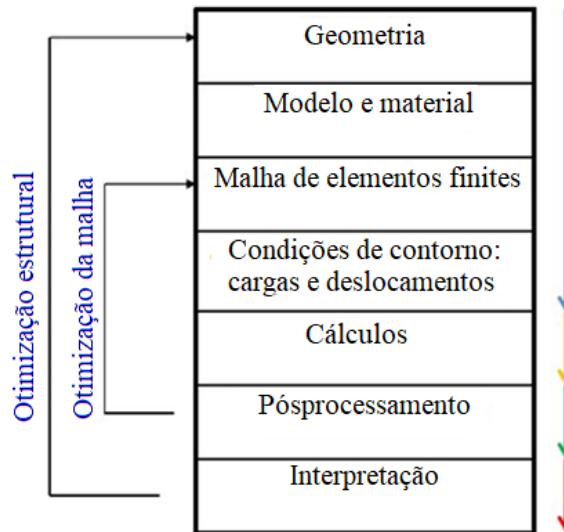 Geometria
Modelo e material
Malha de elementos finites
Condições de contorno:
cargas e deslocamentos
Cálculos
Pósprocessamento
Interpretação
Otimização estrutural
Otimização da malha